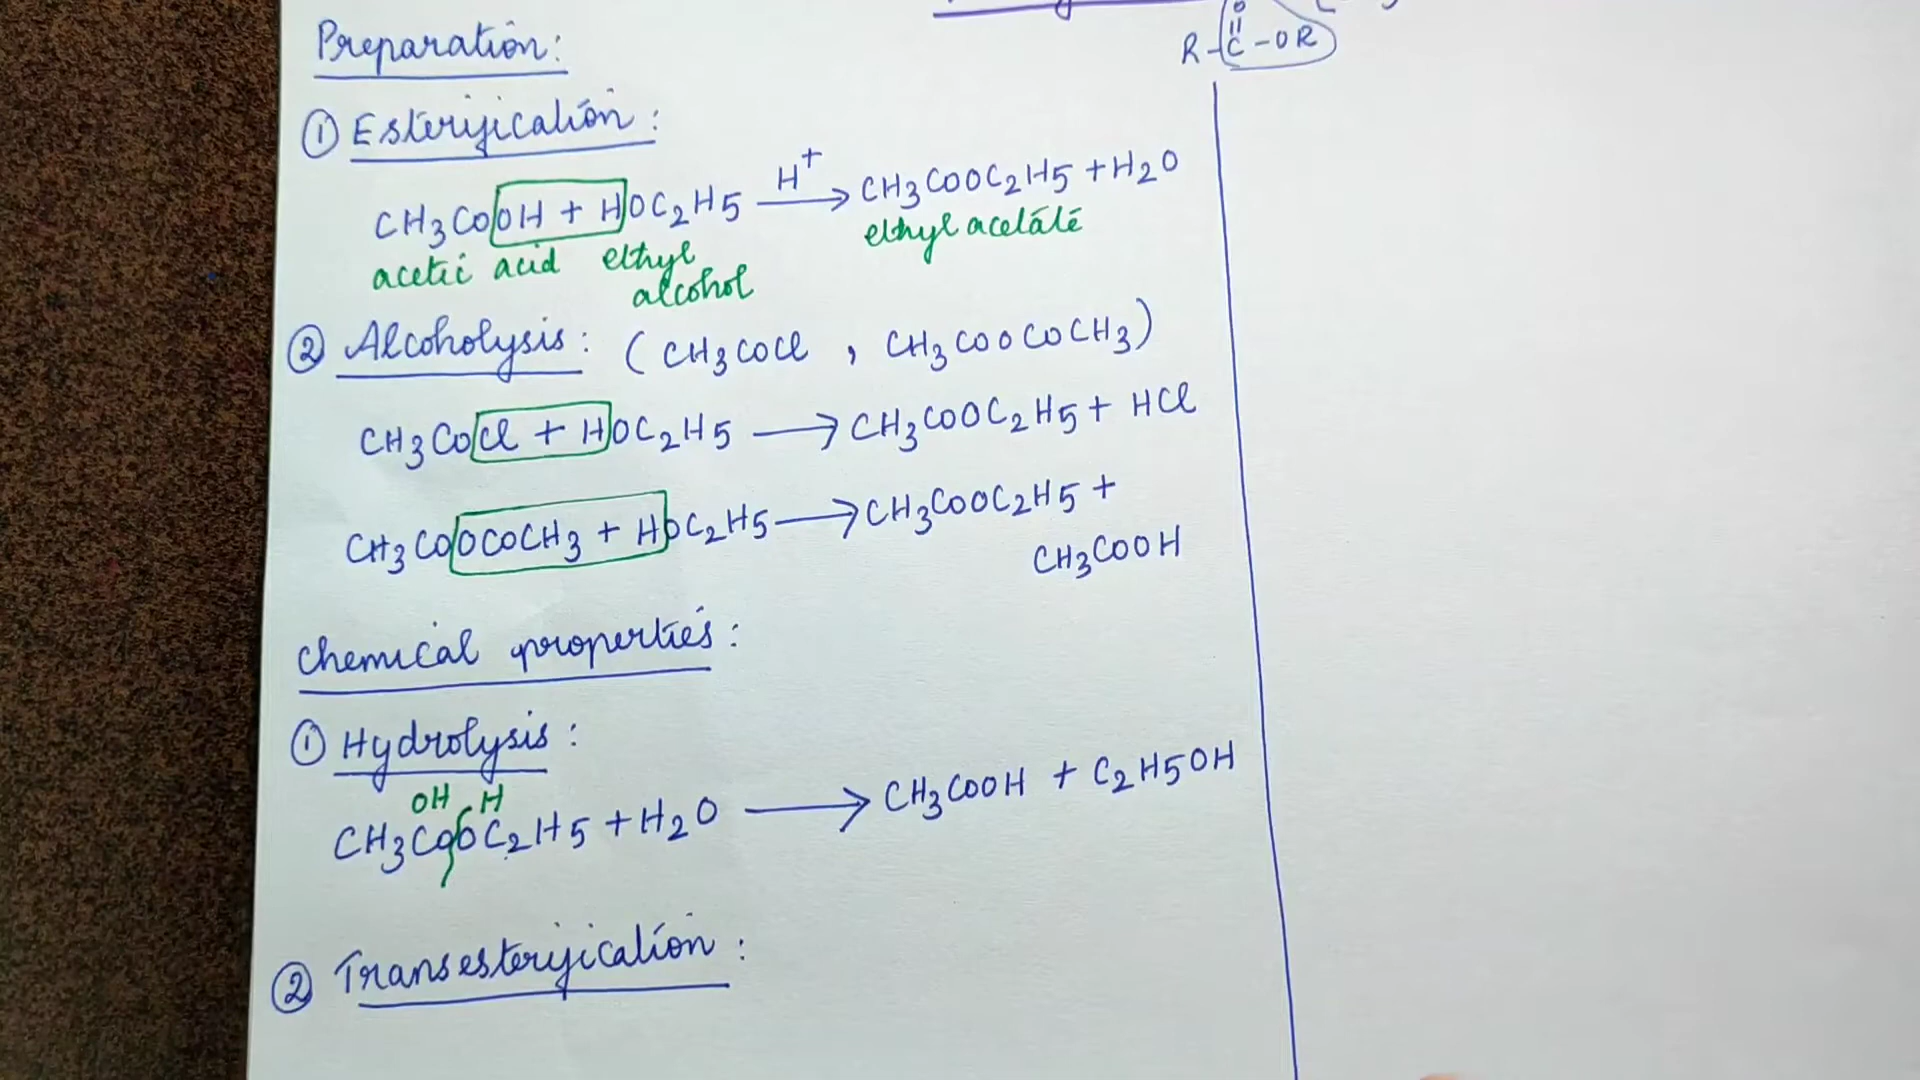 O
||
R-C-OR
Preparation:
① Esterification:
CH3COOH + HOC2H5 —H+→ CH3COOC2H5 + H2O
acetic acid ethyl alcohol ethyl acetate
② Alcoholysis: (CH3COCl, CH3COOCOCH3)
CH3COCl + HOC2H5 → CH3COOC2H5 + HCl
CH3COOCOCH3 + HOC2H5 → CH3COOC2H5 +
CH3COOH
Chemical properties:
① Hydrolysis:
OH H
CH3COOC2H5 + H2O → CH3COOH + C2H5OH
② Transesterification: